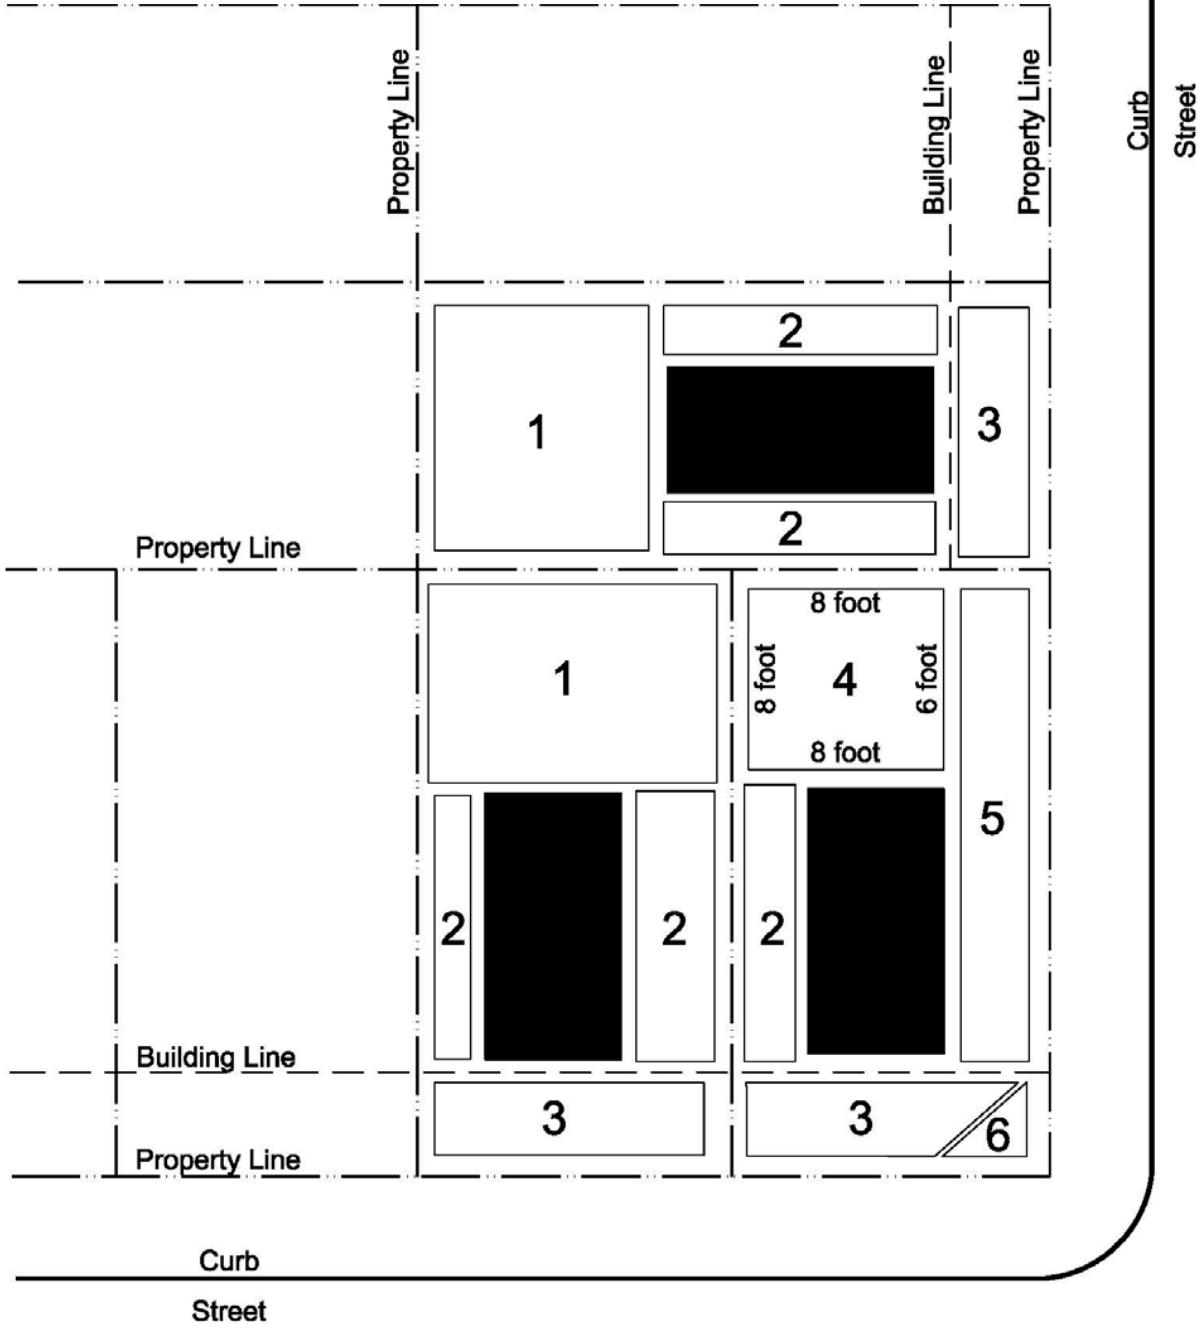 Property Line
Building Line
Property Line
Curb
Street
2
1
3
2
Property Line
8 foot
1
8 foot
4
6 foot
8 foot
5
2
2
2
Building Line
3
3
6
Property Line
Curb
Street